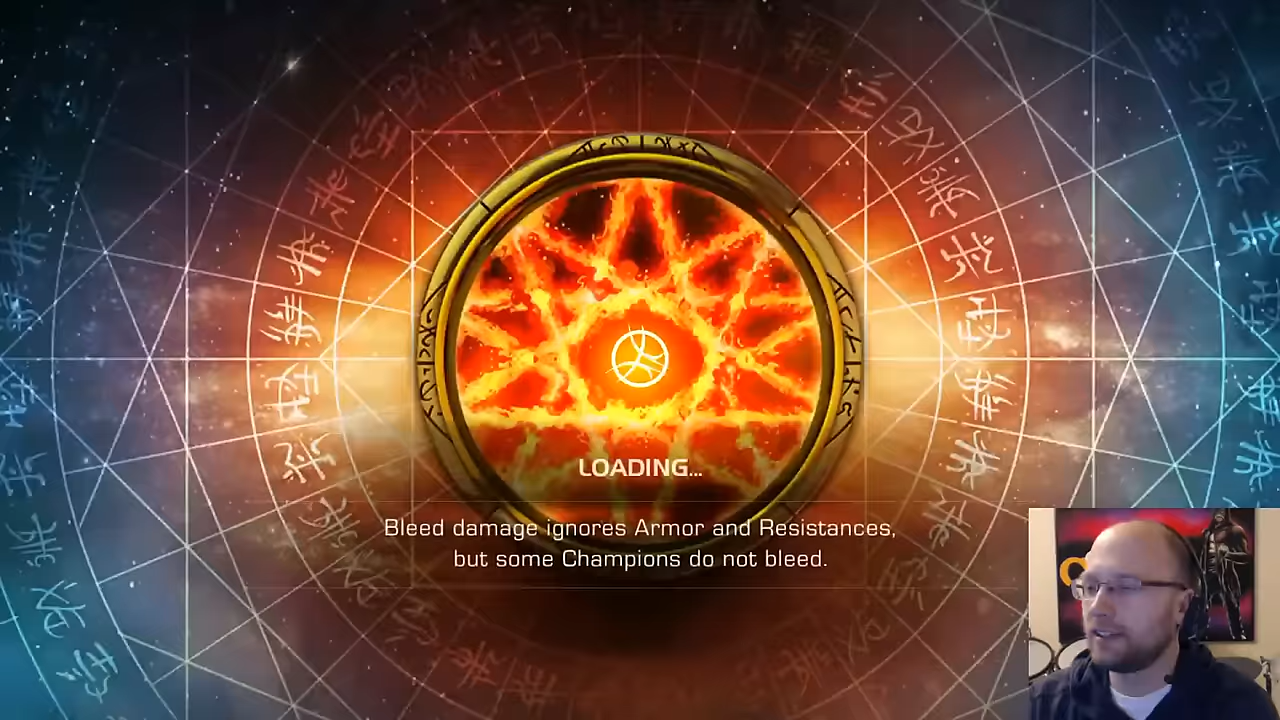 LOADING...
Bleed damage ignores Armor and Resistances,
but some Champions do not bleed.